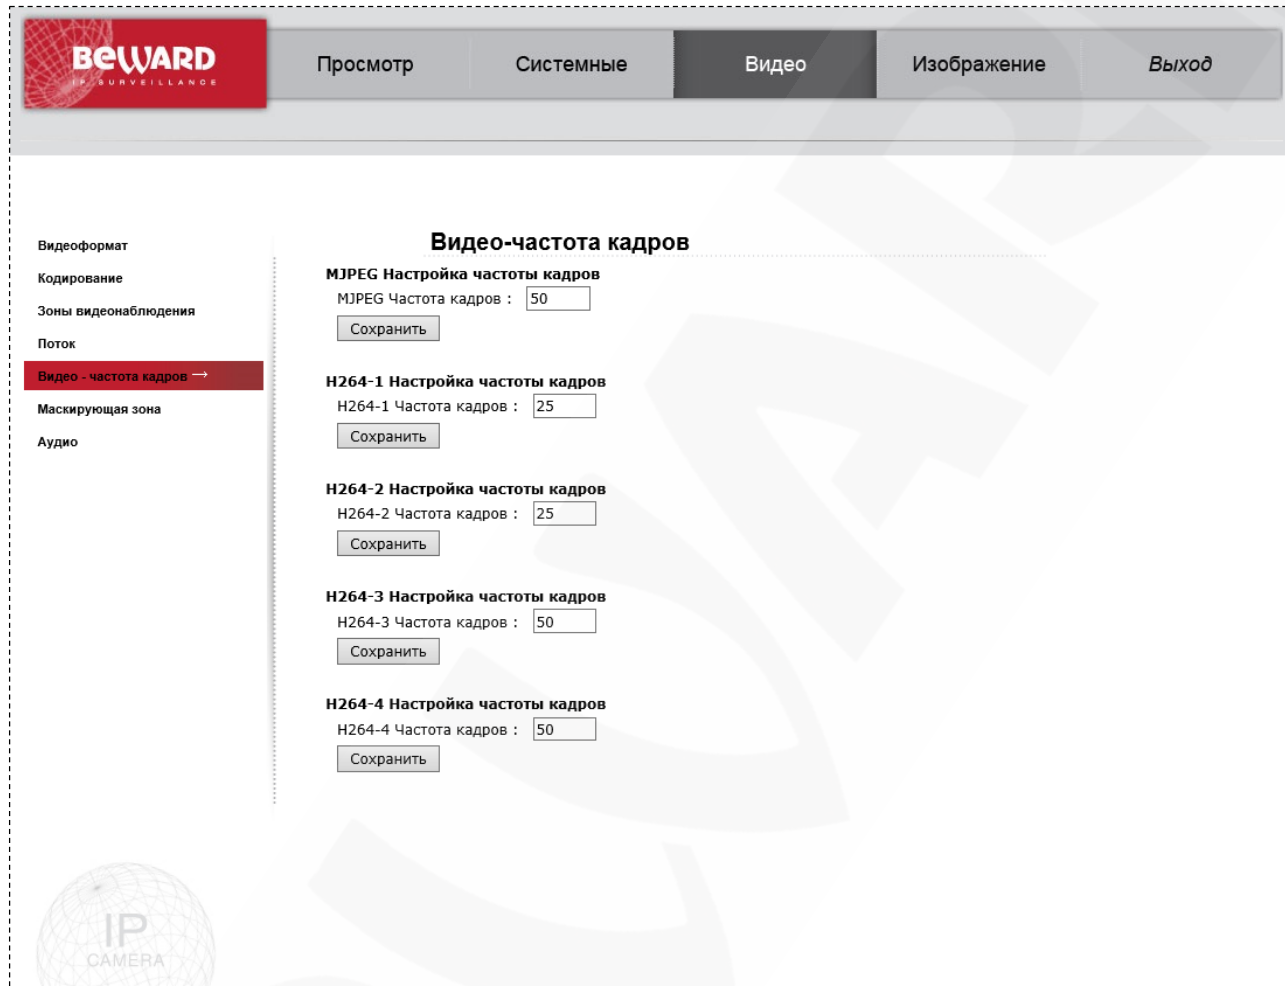 BEWARD
IP SURVEILLANCE
Просмотр
Системные
Видео
Изображение
Выход
Видеоформат
Кодирование
Зоны видеонаблюдения
Поток
Видео - частота кадров →
Маскирующая зона
Аудио
Видео-частота кадров
MJPEG Настройка частоты кадров
MJPEG Частота кадров : 50
Сохранить
H264-1 Настройка частоты кадров
H264-1 Частота кадров : 25
Сохранить
H264-2 Настройка частоты кадров
H264-2 Частота кадров : 25
Сохранить
H264-3 Настройка частоты кадров
H264-3 Частота кадров : 50
Сохранить
H264-4 Настройка частоты кадров
H264-4 Частота кадров : 50
Сохранить
IP
CAMERA